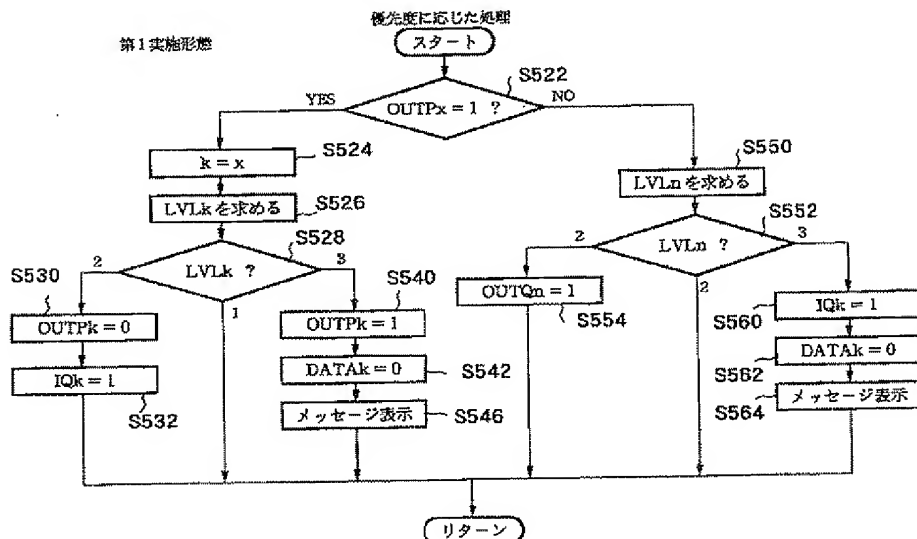 優先度に応じた処理
第1実施形態
スタート
S522
YES
OUTPx = 1 ?
NO
S524
k = x
S550
LVLnを求める
LVLkを求める
S526
S552
S528
2
LVLn ?
3
S530
2
LVLk ?
3
S540
OUTQn = 1
2
IQk = 1
OUTPk = 0
1
OUTPk = 1
S554
S560
DATAk = 0
IQk = 1
DATAk = 0
S542
S562
S532
メッセージ表示
S546
S564
メッセージ表示
リターン